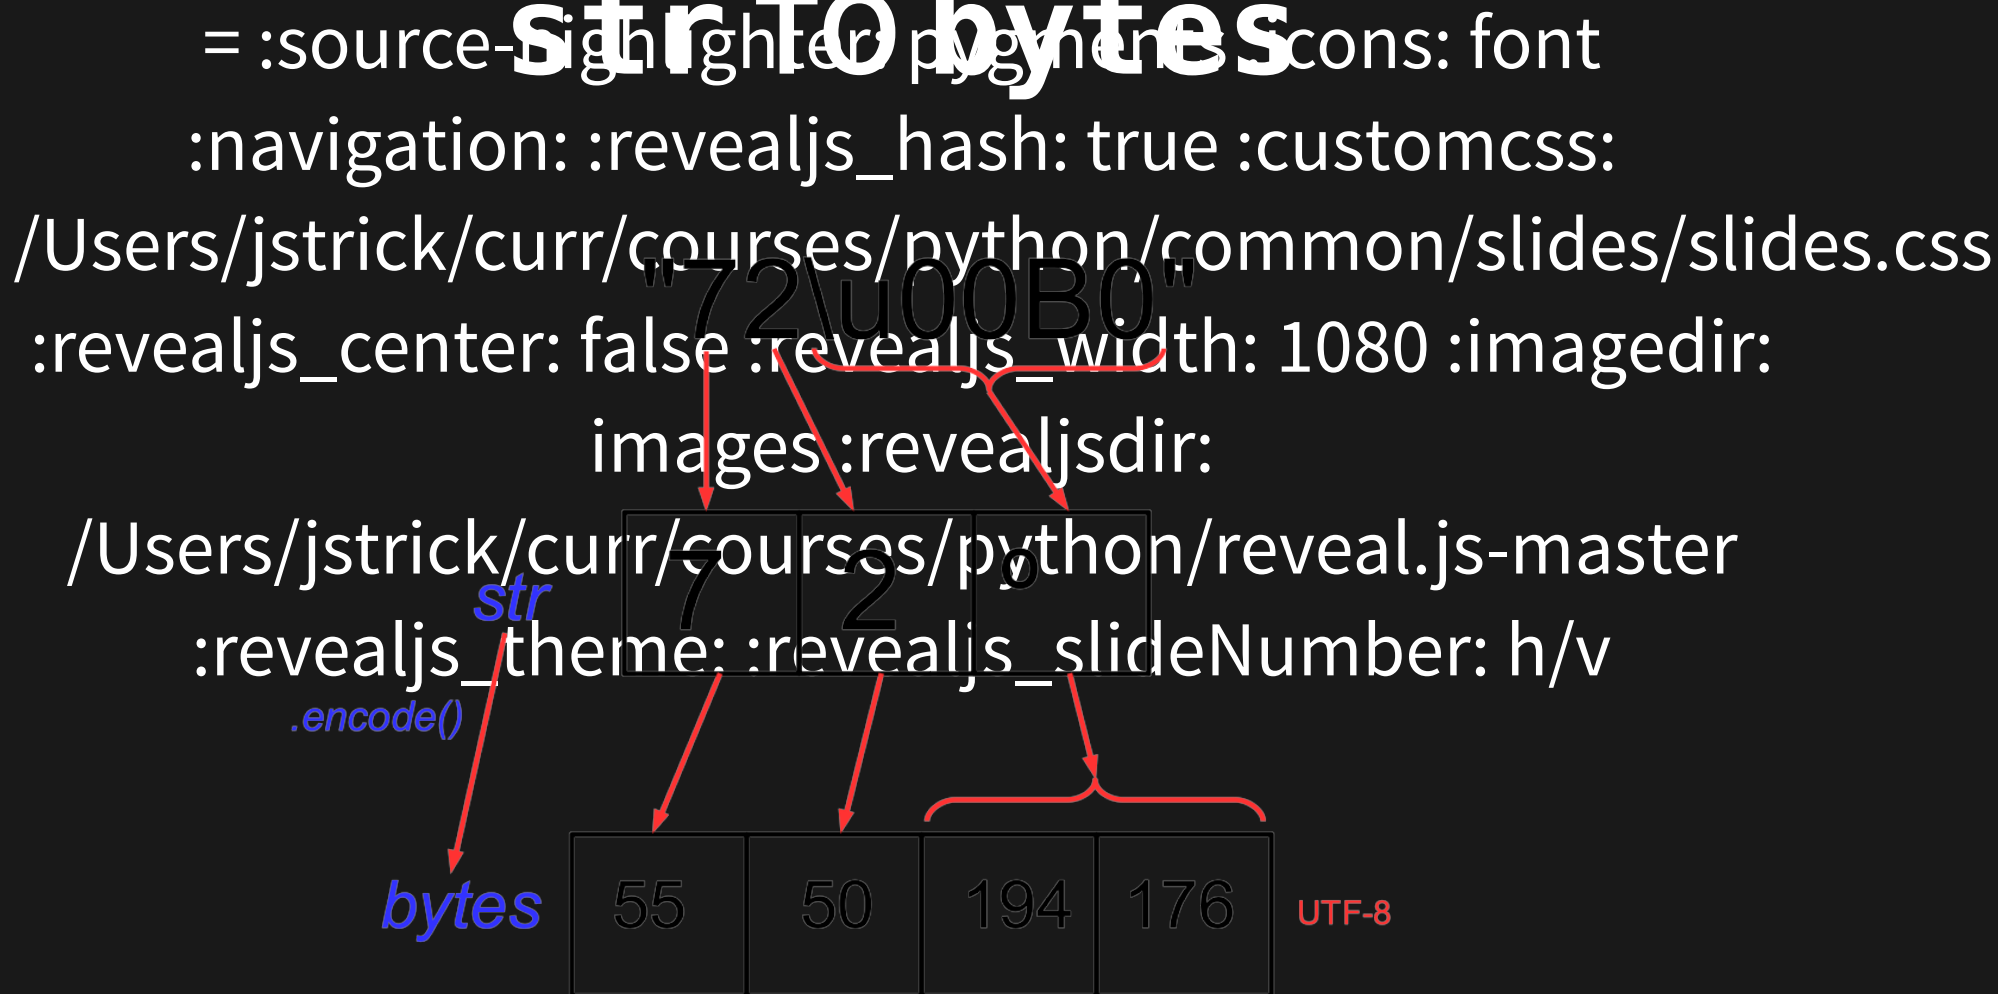 str TO bytes
= :source-highlighter: pygments :icons: font
:navigation: :revealjs_hash: true :customcss:
/Users/jstrick/curr/courses/python/common/slides/slides.css
"72\u00B0"
:revealjs_center: false :revealjs_width: 1080 :imagedir:
images :revealjsdir:
/Users/jstrick/curr/courses/python/reveal.js-master
7 2 °
str
:revealjs_theme: :revealjs_slideNumber: h/v
.encode()
bytes 55 50 194 176 UTF-8